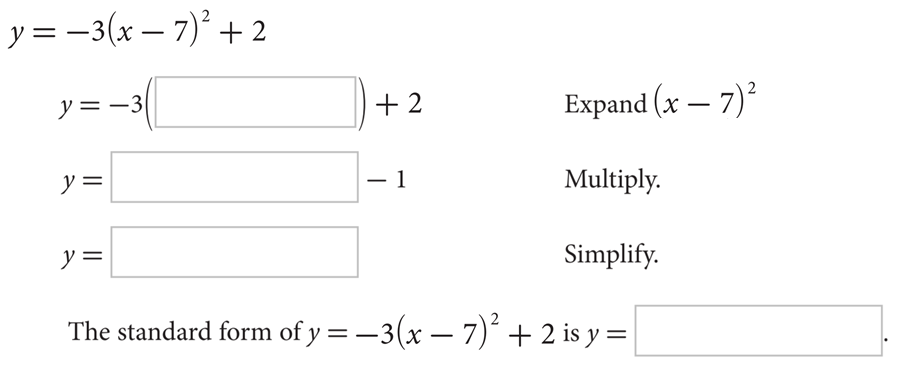 y = −3(x − 7)² + 2
y = −3( ) + 2 Expand (x − 7)²
y = − 1 Multiply.
y = Simplify.
The standard form of y = −3(x − 7)² + 2 is y = .